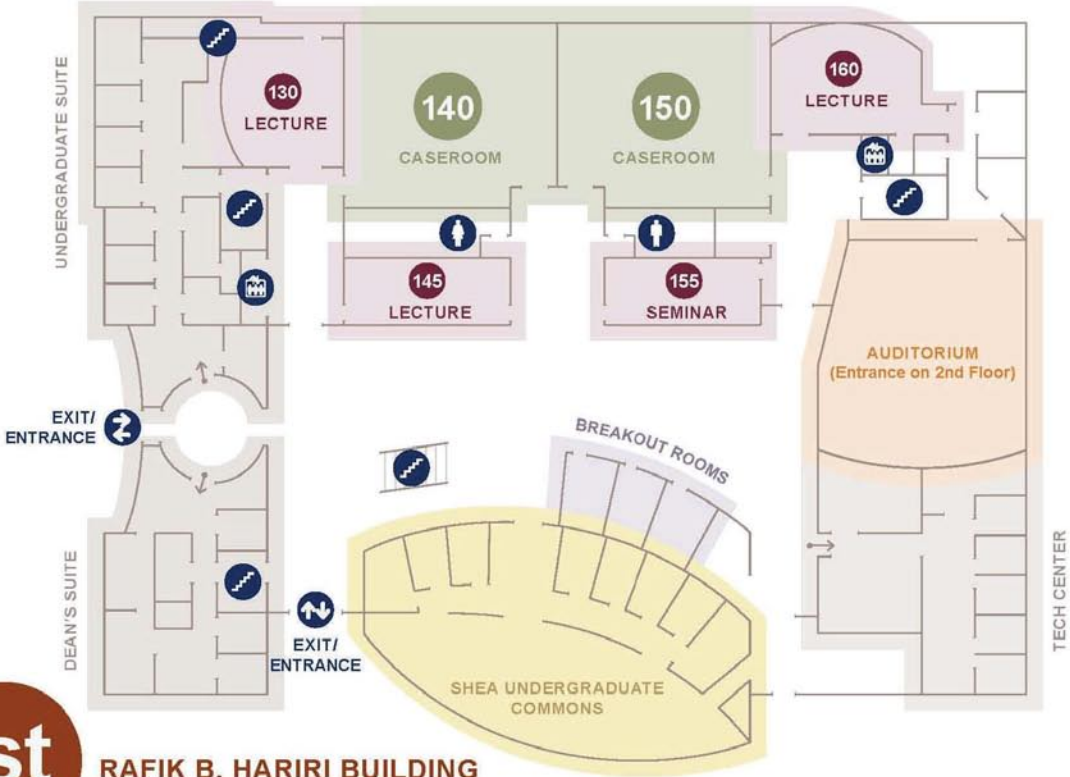 UNDERGRADUATE SUITE
130
LECTURE
140
CASEROOM
150
CASEROOM
160
LECTURE
145
LECTURE
155
SEMINAR
AUDITORIUM
(Entrance on 2nd Floor)
EXIT/
ENTRANCE
BREAKOUT ROOMS
DEAN'S SUITE
EXIT/
ENTRANCE
SHEA UNDERGRADUATE
COMMONS
TECH CENTER
st
RAFIK B. HARIRI BUILDING